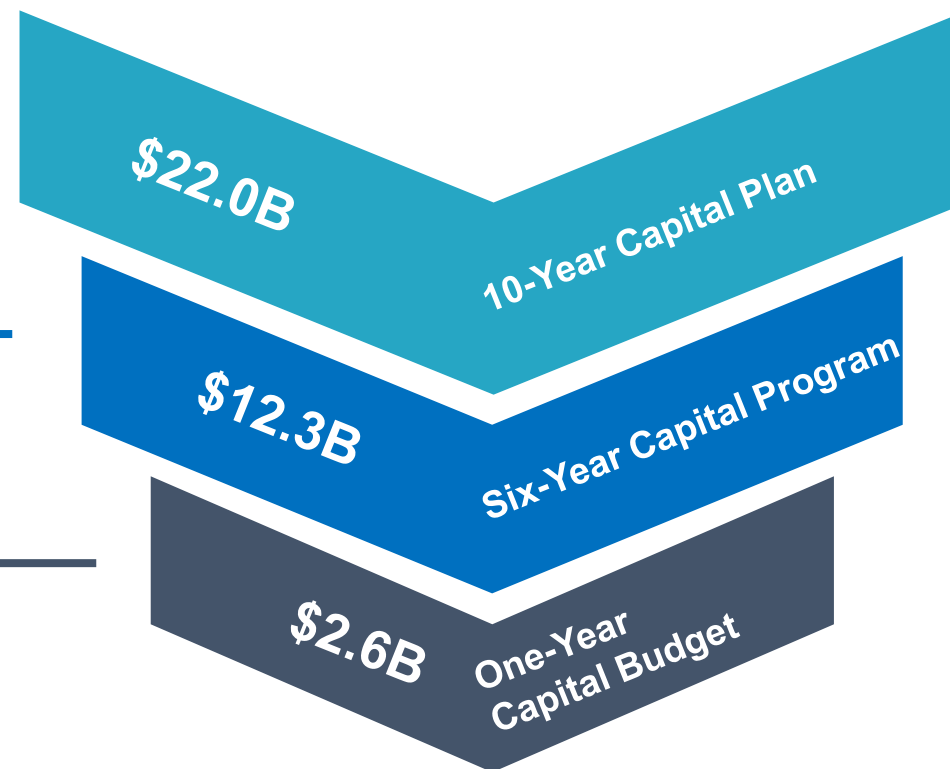 $22.0B
10-Year Capital Plan
$12.3B
Six-Year Capital Program
$2.6B
One-Year
Capital Budget